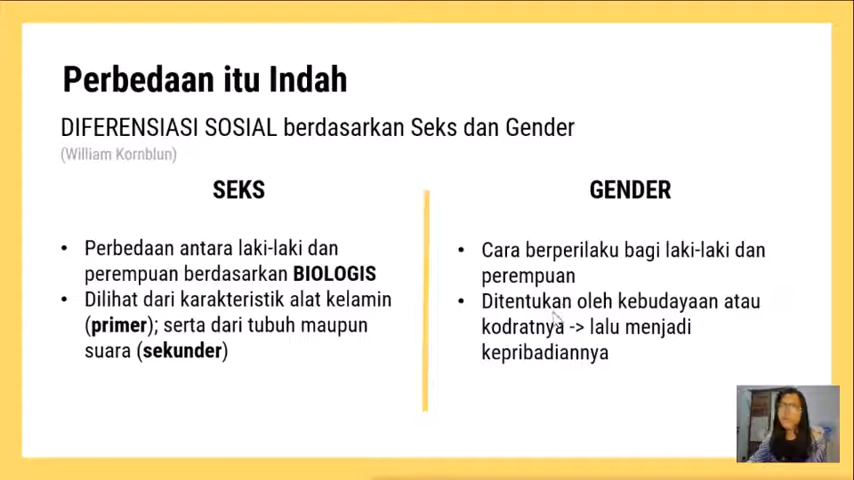 Perbedaan itu Indah
DIFERENSIASI SOSIAL berdasarkan Seks dan Gender
(William Kornblun)
SEKS
• Perbedaan antara laki-laki dan
perempuan berdasarkan BIOLOGIS
• Dilihat dari karakteristik alat kelamin
(primer); serta dari tubuh maupun
suara (sekunder)
GENDER
• Cara berperilaku bagi laki-laki dan
perempuan
• Ditentukan oleh kebudayaan atau
kodratnya -> lalu menjadi
kepribadiannya